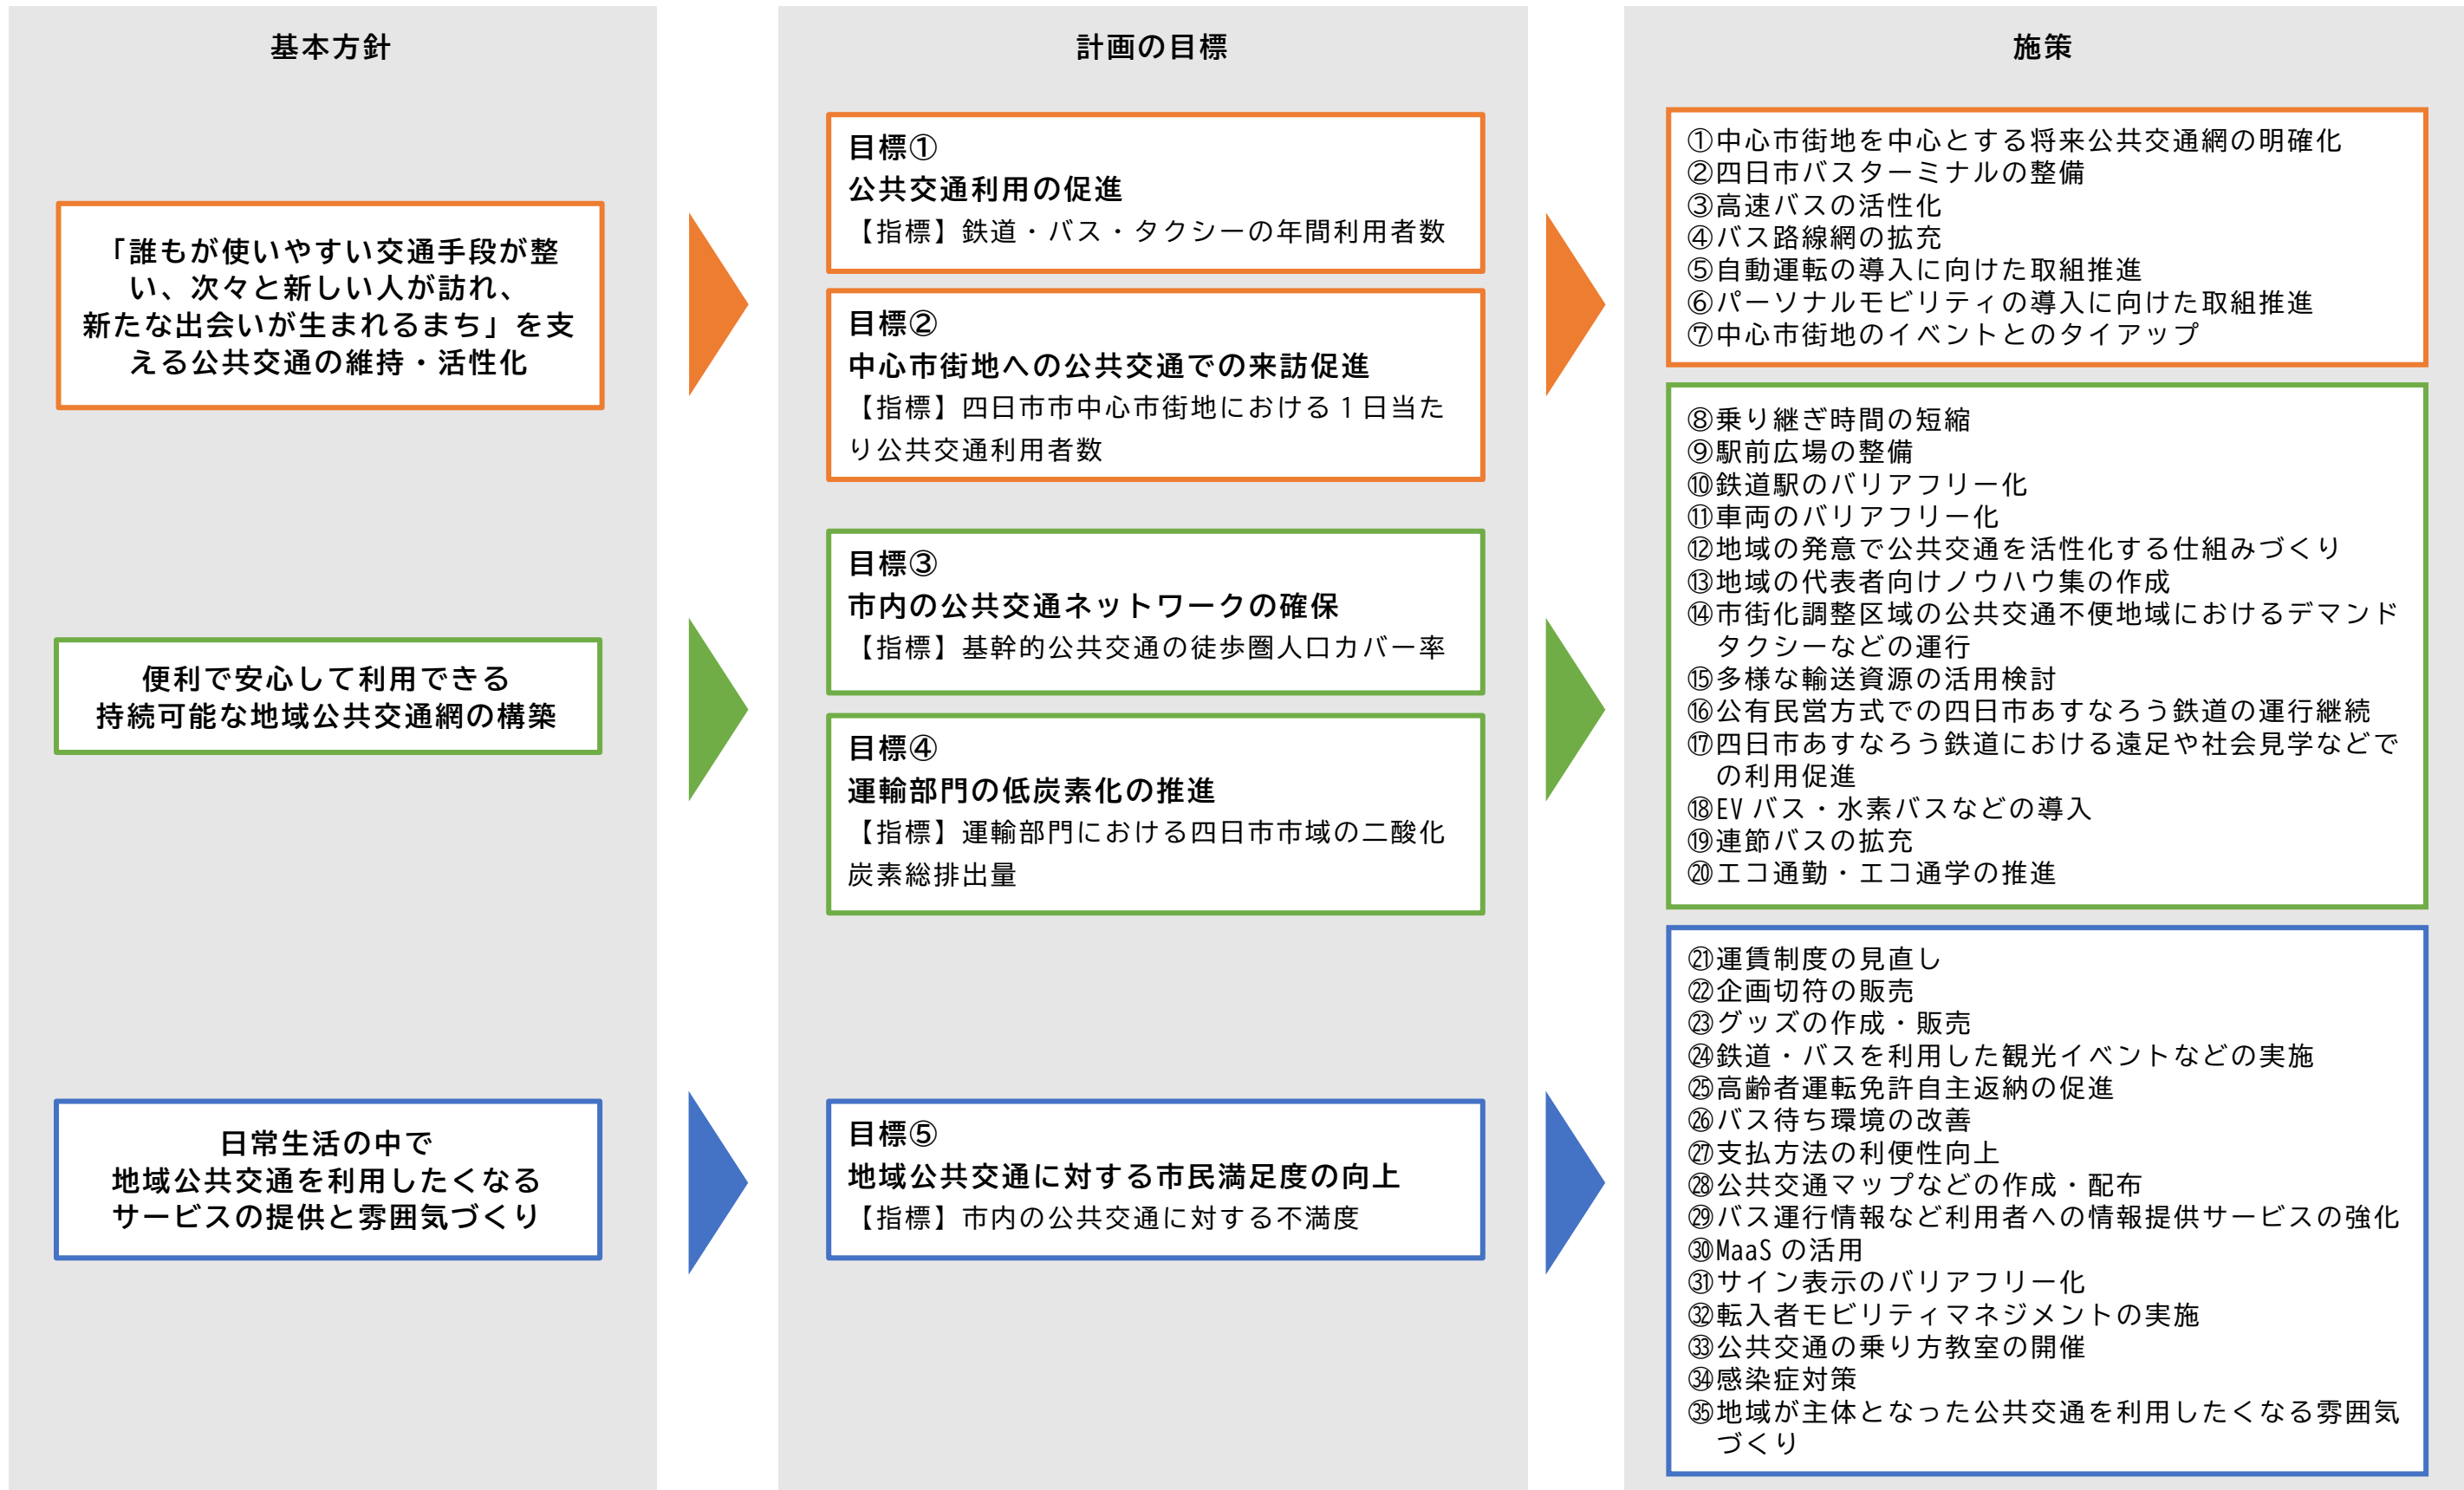 基本方針
「誰もが使いやすい交通手段が整
い、次々と新しい人が訪れ、
新たな出会いが生まれるまち」を支
える公共交通の維持・活性化
便利で安心して利用できる
持続可能な地域公共交通網の構築
日常生活の中で
地域公共交通を利用したくなる
サービスの提供と雰囲気づくり
計画の目標
目標①
公共交通利用の促進
【指標】鉄道・バス・タクシーの年間利用者数
目標②
中心市街地への公共交通での来訪促進
【指標】四日市市中心市街地における１日当た
り公共交通利用者数
目標③
市内の公共交通ネットワークの確保
【指標】基幹的公共交通の徒歩圏人口カバー率
目標④
運輸部門の低炭素化の推進
【指標】運輸部門における四日市市域の二酸化
炭素総排出量
目標⑤
地域公共交通に対する市民満足度の向上
【指標】市内の公共交通に対する不満度
施策
①中心市街地を中心とする将来公共交通網の明確化
②四日市バスターミナルの整備
③高速バスの活性化
④バス路線網の拡充
⑤自動運転の導入に向けた取組推進
⑥パーソナルモビリティの導入に向けた取組推進
⑦中心市街地のイベントとのタイアップ
⑧乗り継ぎ時間の短縮
⑨駅前広場の整備
⑩鉄道駅のバリアフリー化
⑪車両のバリアフリー化
⑫地域の発意で公共交通を活性化する仕組みづくり
⑬地域の代表者向けノウハウ集の作成
⑭市街化調整区域の公共交通不便地域におけるデマンド
タクシーなどの運行
⑮多様な輸送資源の活用検討
⑯公有民営方式での四日市あすなろう鉄道の運行継続
⑰四日市あすなろう鉄道における遠足や社会見学などで
の利用促進
⑱EVバス・水素バスなどの導入
⑲連節バスの拡充
⑳エコ通勤・エコ通学の推進
㉑運賃制度の見直し
㉒企画切符の販売
㉓グッズの作成・販売
㉔鉄道・バスを利用した観光イベントなどの実施
㉕高齢者運転免許自主返納の促進
㉖バス待ち環境の改善
㉗支払方法の利便性向上
㉘公共交通マップなどの作成・配布
㉙バス運行情報など利用者への情報提供サービスの強化
㉚MaaSの活用
㉛サイン表示のバリアフリー化
㉜転入者モビリティマネジメントの実施
㉝公共交通の乗り方教室の開催
㉞感染症対策
㉟地域が主体となった公共交通を利用したくなる雰囲気
づくり